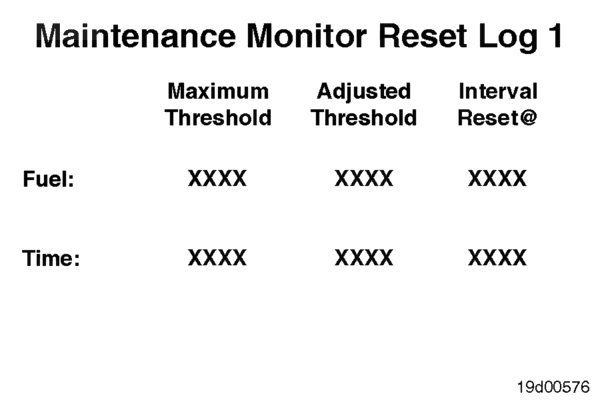 Maintenance Monitor Reset Log 1
Maximum Adjusted Interval
Threshold Threshold Reset@
Fuel: XXXX XXXX XXXX
Time: XXXX XXXX XXXX
19d00576